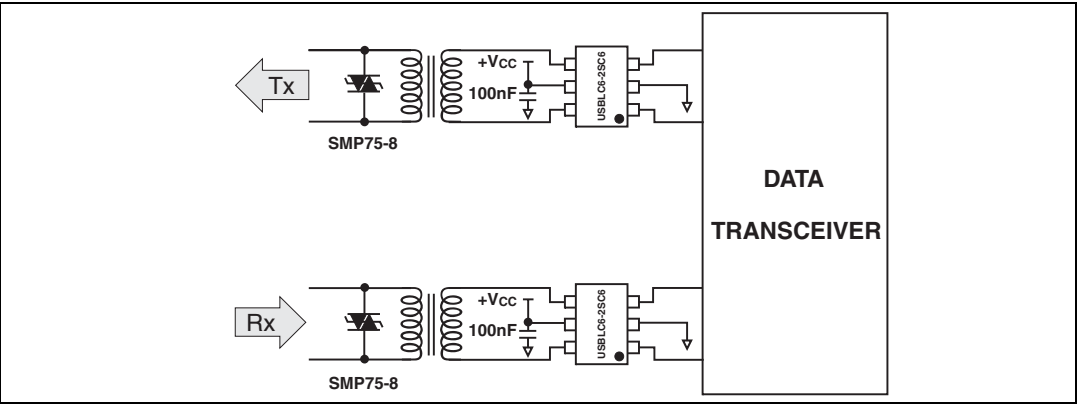 Tx
+Vcc
100nF
USBLC6-2SC6
SMP75-8
DATA
TRANSCEIVER
Rx
+Vcc
100nF
USBLC6-2SC6
SMP75-8